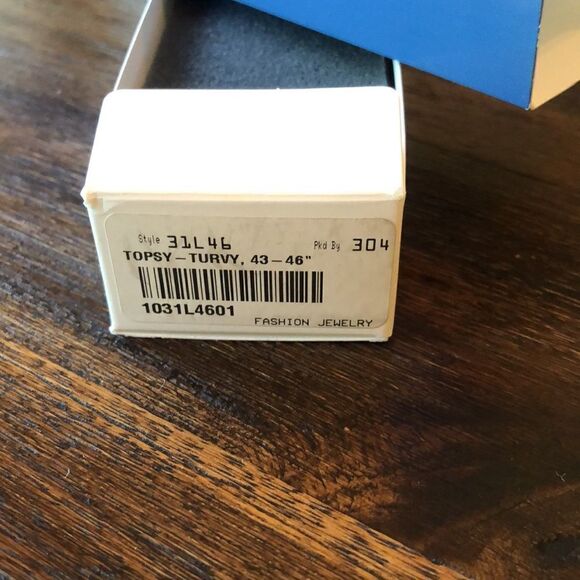 Style 31L46 Pkd By 304
TOPSY-TURVY, 43-46"
1031L4601
FASHION JEWELRY